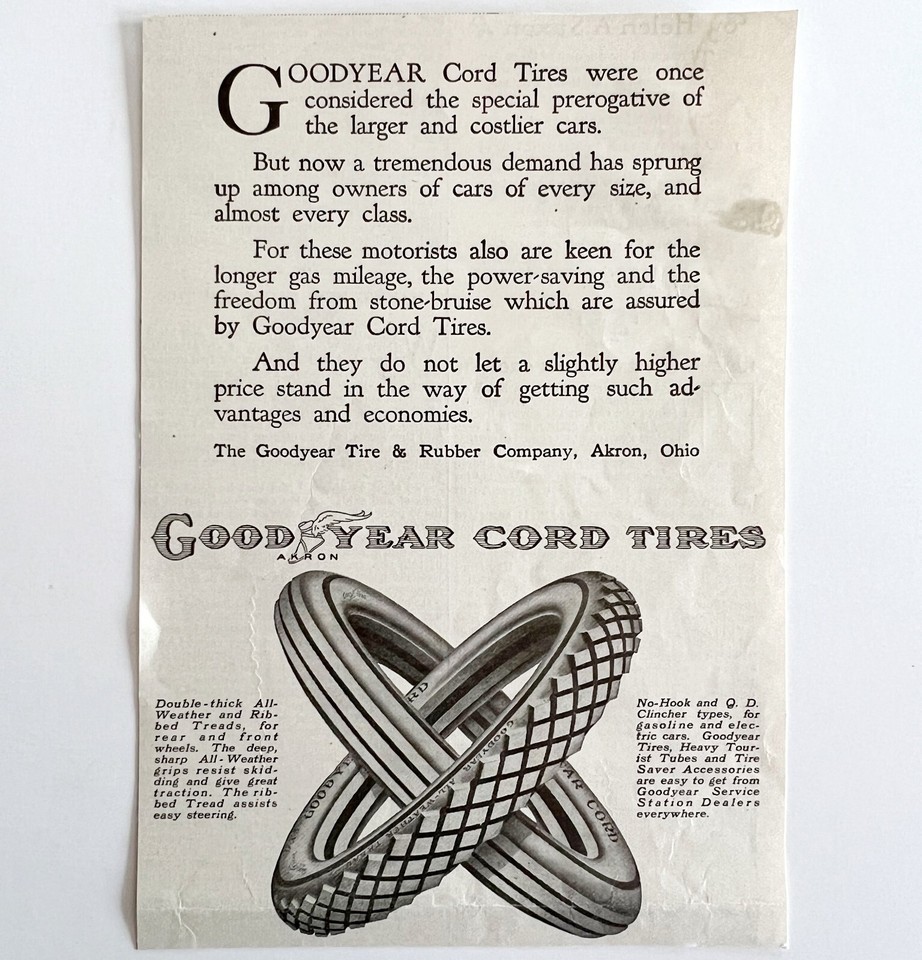 GOODYEAR Cord Tires were once
considered the special prerogative of
the larger and costlier cars.
But now a tremendous demand has sprung
up among owners of cars of every size, and
almost every class.
For these motorists also are keen for the
longer gas mileage, the power-saving and the
freedom from stone-bruise which are assured
by Goodyear Cord Tires.
And they do not let a slightly higher
price stand in the way of getting such ad-
vantages and economies.
The Goodyear Tire & Rubber Company, Akron, Ohio
GOODYEAR CORD TIRES
AKRON
Double-thick All-
Weather and Rib-
bed Treads, for
rear and front
wheels. The deep,
sharp All-Weather
grips resist skid-
ding and give great
traction. The rib-
bed Tread assists
easy steering.
No-Hook and Q. D.
Clincher types, for
gasoline and elec-
tric cars. Goodyear
Tires, Heavy Tour-
ist Tubes and Tire
Saver Accessories
are easy to get from
Goodyear Service
Station Dealers
everywhere.
RD
GOODYEAR ALL-WEATHER
GOODY
AR CORD